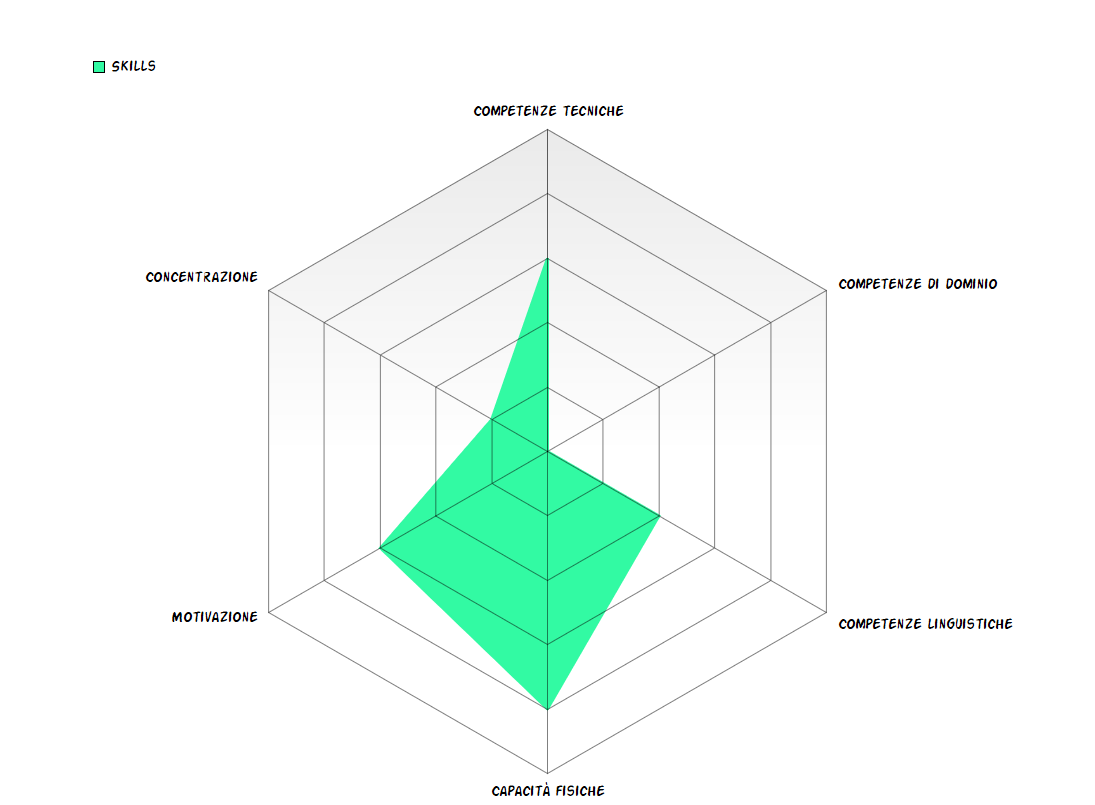 SKILLS
COMPETENZE TECNICHE
CONCENTRAZIONE
COMPETENZE DI DOMINIO
MOTIVAZIONE
COMPETENZE LINGUISTICHE
CAPACITÀ FISICHE